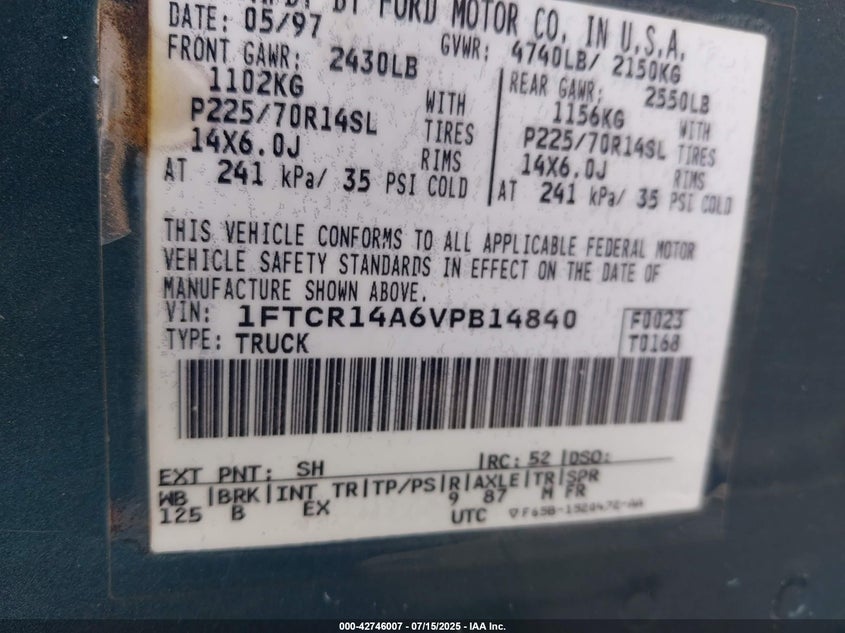 BY FORD MOTOR CO. IN U.S.A.
DATE: 05/97 GVWR: 4740LB/ 2150KG
FRONT GAWR: 2430LB
1102KG
P225/70R14SL WITH TIRES
14X6.0J RIMS
AT 241 kPa/ 35 PSI COLD
REAR GAWR: 2550LB
1156KG WITH
P225/70R14SL TIRES
14X6.0J RIMS
AT 241 kPa/ 35 PSI COLD
THIS VEHICLE CONFORMS TO ALL APPLICABLE FEDERAL MOTOR
VEHICLE SAFETY STANDARDS IN EFFECT ON THE DATE OF
MANUFACTURE SHOWN ABOVE.
VIN: 1FTCR14A6VPB14840 F0023
TYPE: TRUCK T0168
EXT PNT: SH RC: 52 DSO:
WB BRK INT TR TP/PS R AXLE TR SPR
125 B EX 9 87 M FR
UTC
000-42746007 / 07/15/2025 - IAA Inc.